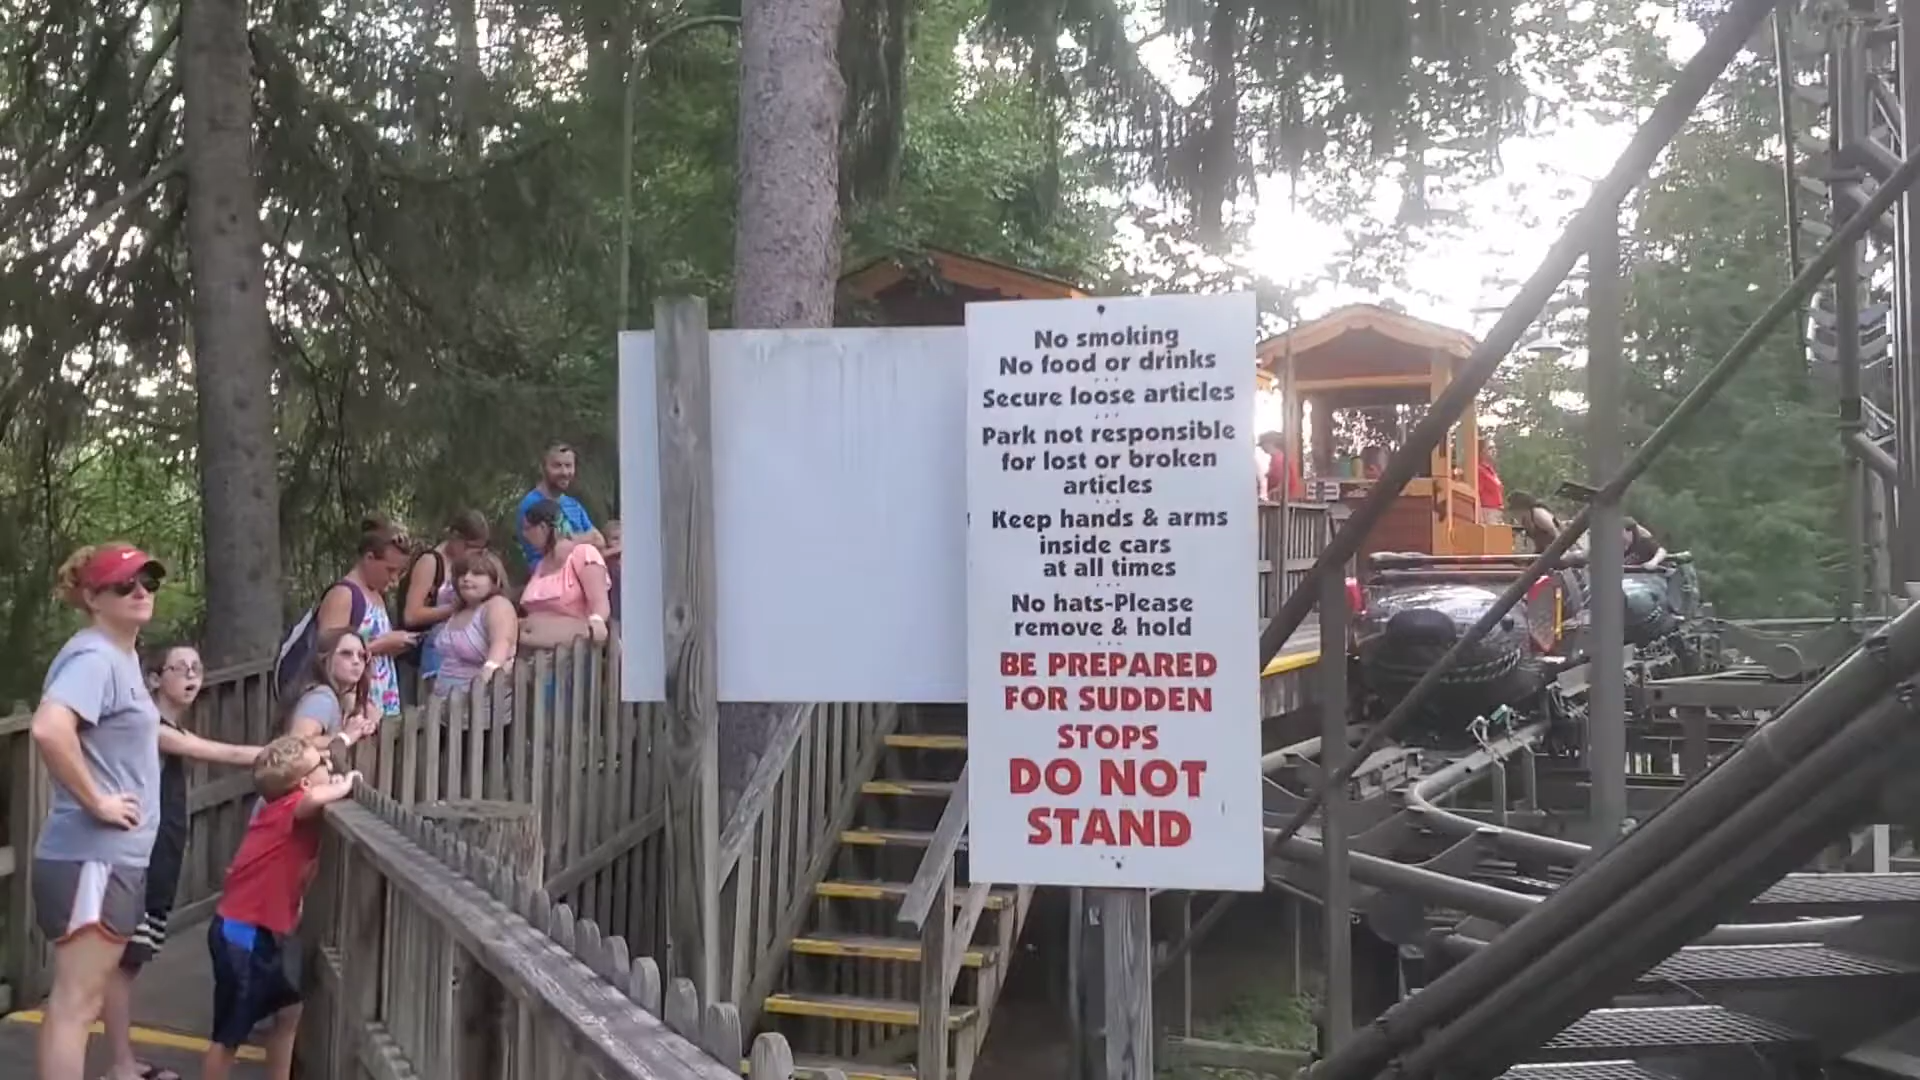 No smoking
No food or drinks
Secure loose articles
Park not responsible
for lost or broken
articles
Keep hands & arms
inside cars
at all times
No hats-Please
remove & hold
BE PREPARED
FOR SUDDEN
STOPS
DO NOT
STAND